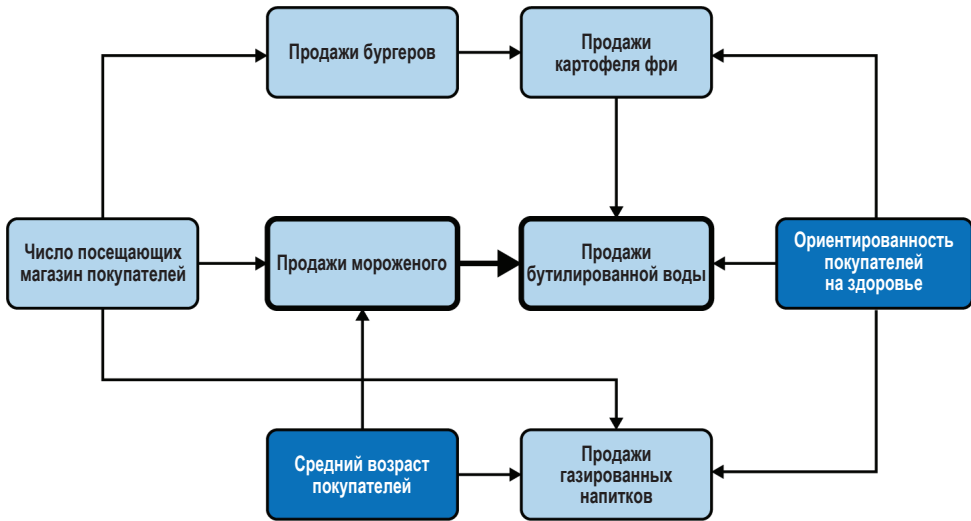 Продажи бургеров
Продажи
картофеля фри
Число посещающих
магазин покупателей
Продажи мороженого
Продажи
бутилированной воды
Ориентированность
покупателей
на здоровье
Средний возраст
покупателей
Продажи
газированных
напитков